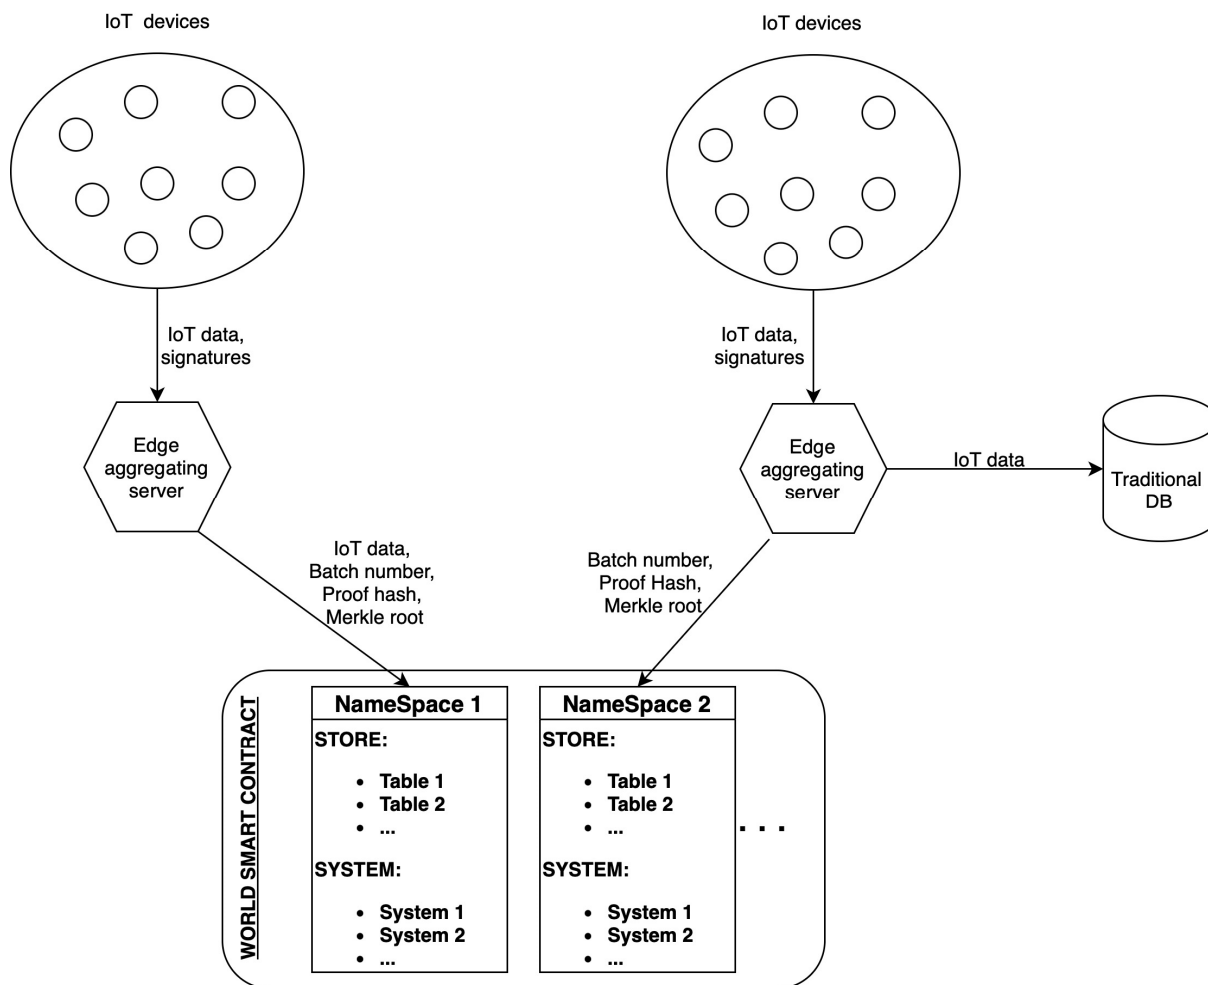 IoT devices
IoT devices
IoT data,
signatures
IoT data,
signatures
Edge
aggregating
server
Edge
aggregating
server
IoT data
Traditional
DB
IoT data,
Batch number,
Proof hash,
Merkle root
Batch number,
Proof Hash,
Merkle root
WORLD SMART CONTRACT
NameSpace 1
STORE:
• Table 1
• Table 2
• ...
SYSTEM:
• System 1
• System 2
• ...
NameSpace 2
STORE:
• Table 1
• Table 2
• ...
SYSTEM:
• System 1
• System 2
• ...
. . .